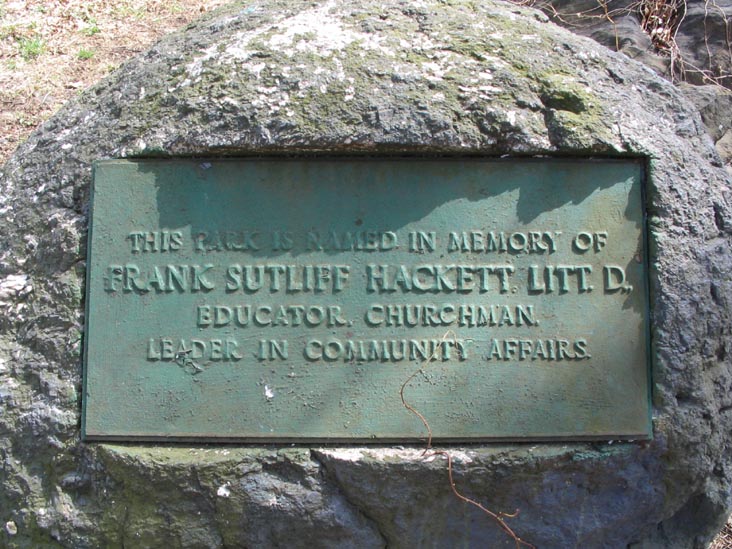 THIS PARK IS NAMED IN MEMORY OF
FRANK SUTLIFF HACKETT. LITT. D.,
EDUCATOR. CHURCHMAN.
LEADER IN COMMUNITY AFFAIRS.